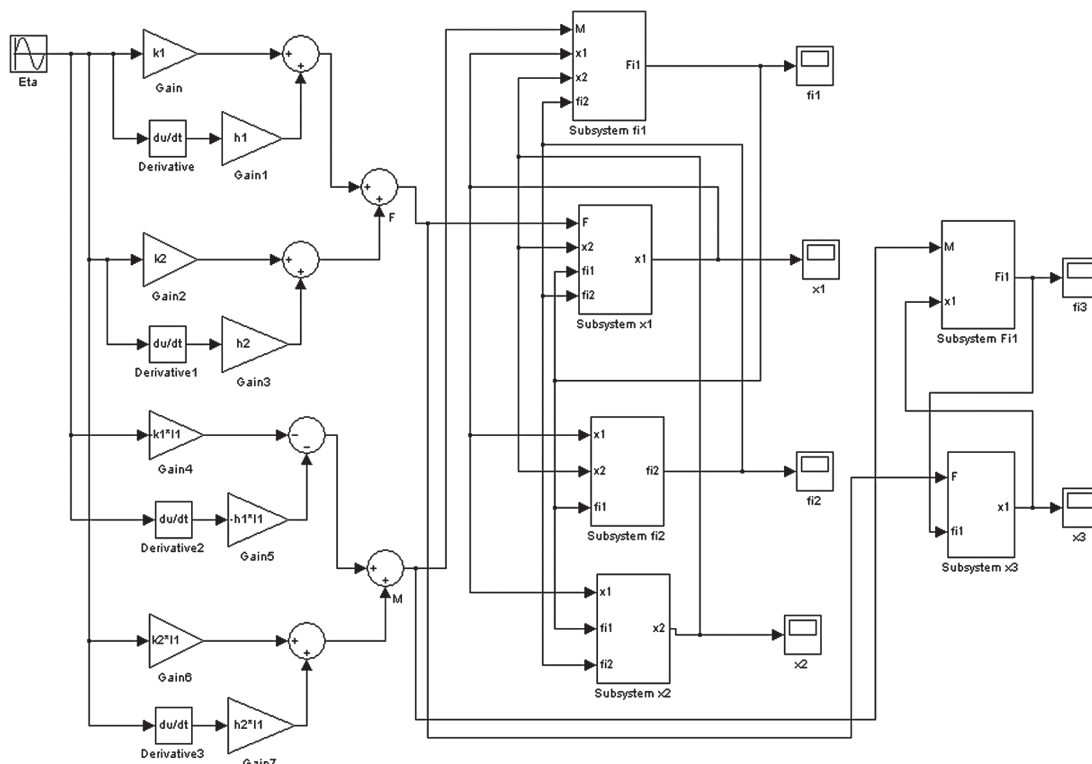 Eta
k1
Gain
du/dt
Derivative
h1
Gain1
k2
Gain2
du/dt
Derivative1
h2
Gain3
F
k1*l1
Gain4
du/dt
Derivative2
-h1*l1
Gain5
M
k2*l1
Gain6
du/dt
Derivative3
h2*l1
Gain7
M
x1
x2
fi2
Fi1
Subsystem fi1
fi1
F
x2
fi1
fi2
x1
Subsystem x1
x1
x1
x2
fi1
fi2
Subsystem fi2
fi2
x1
fi1
fi2
x2
Subsystem x2
x2
M
x1
Fi1
Subsystem Fi1
fi3
F
fi1
x1
Subsystem x3
x3